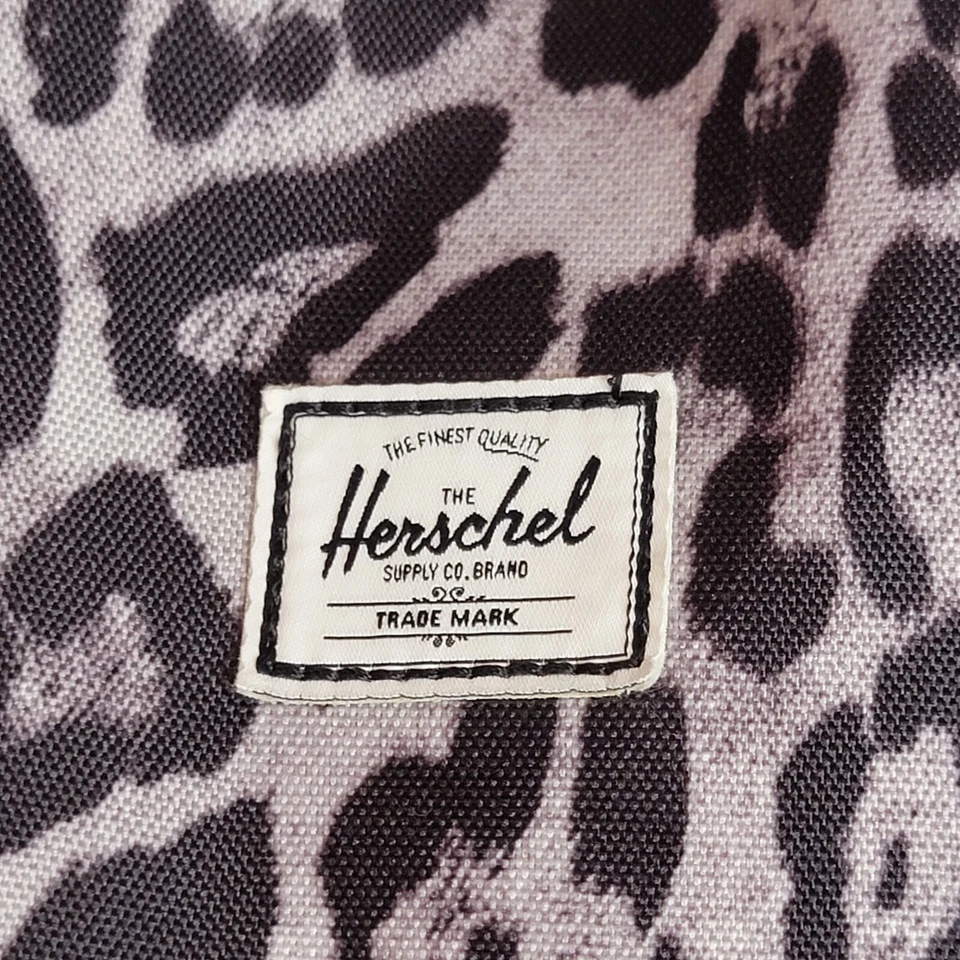 THE FINEST QUALITY
THE
Herschel
SUPPLY CO. BRAND
TRADE MARK